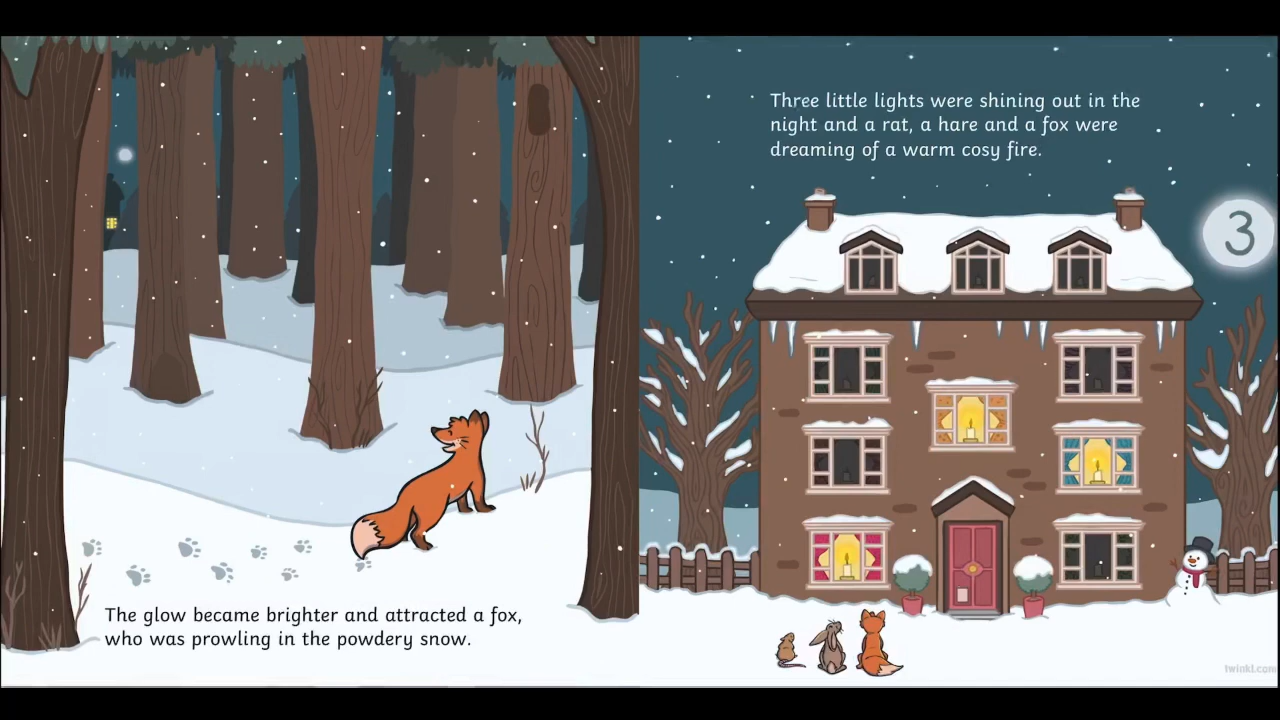 The glow became brighter and attracted a fox,
who was prowling in the powdery snow.
Three little lights were shining out in the
night and a rat, a hare and a fox were
dreaming of a warm cosy fire.
3
twinkl.com